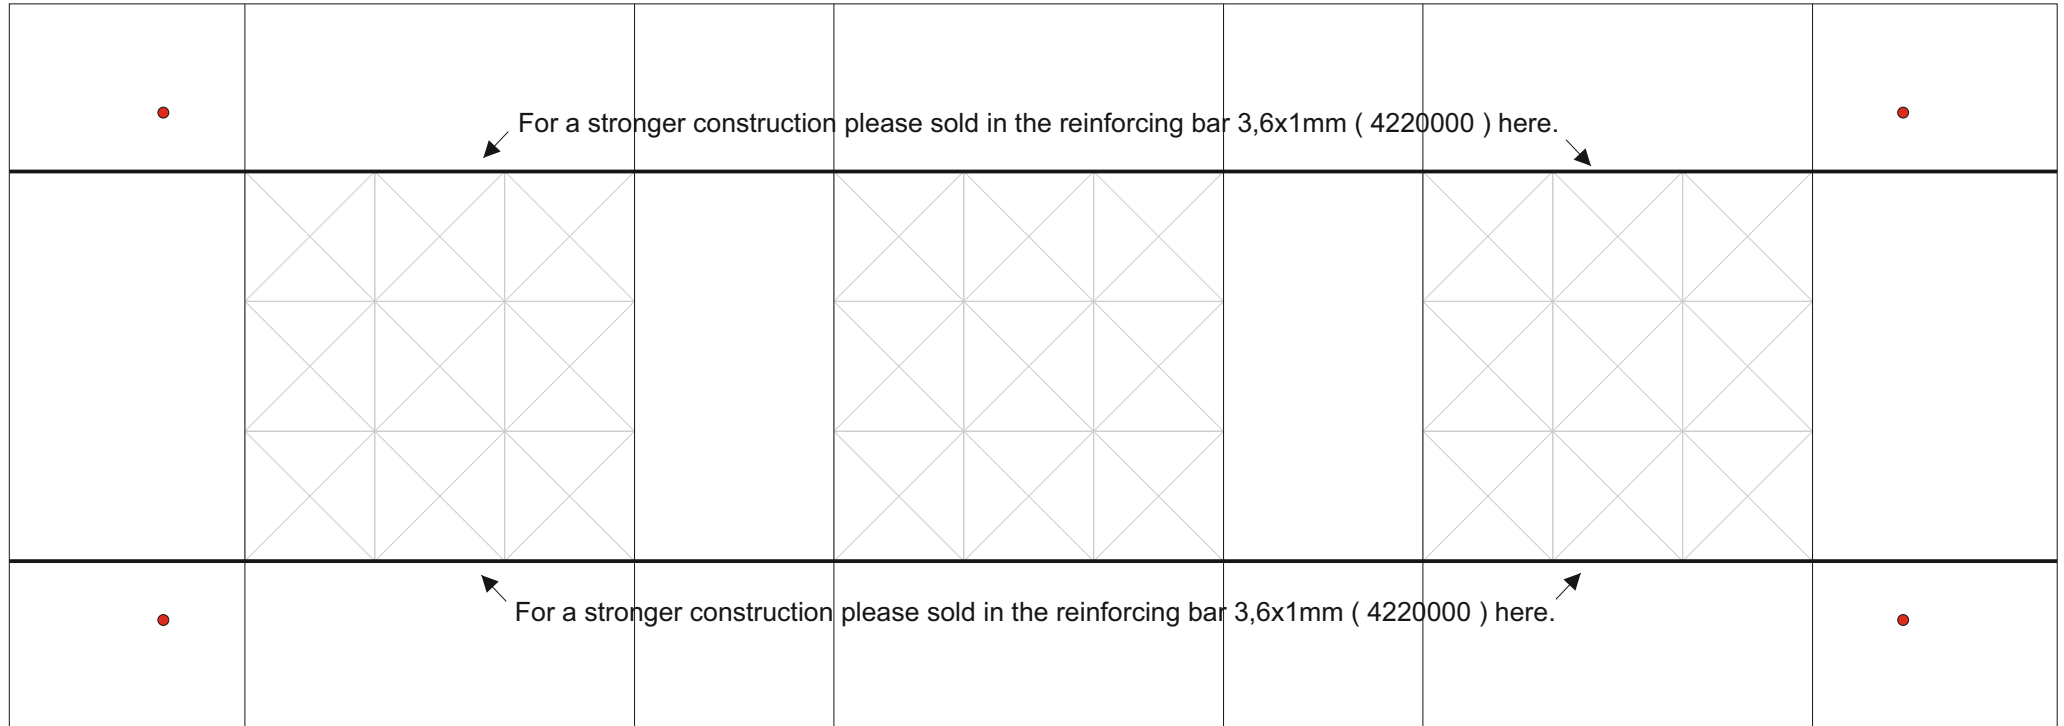 For a stronger construction please sold in the reinforcing bar 3,6x1mm ( 4220000 ) here.
For a stronger construction please sold in the reinforcing bar 3,6x1mm ( 4220000 ) here.